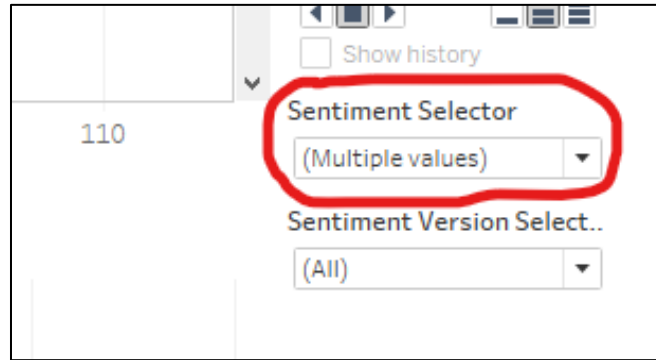 Show history
Sentiment Selector
110
(Multiple values)
Sentiment Version Select..
(All)